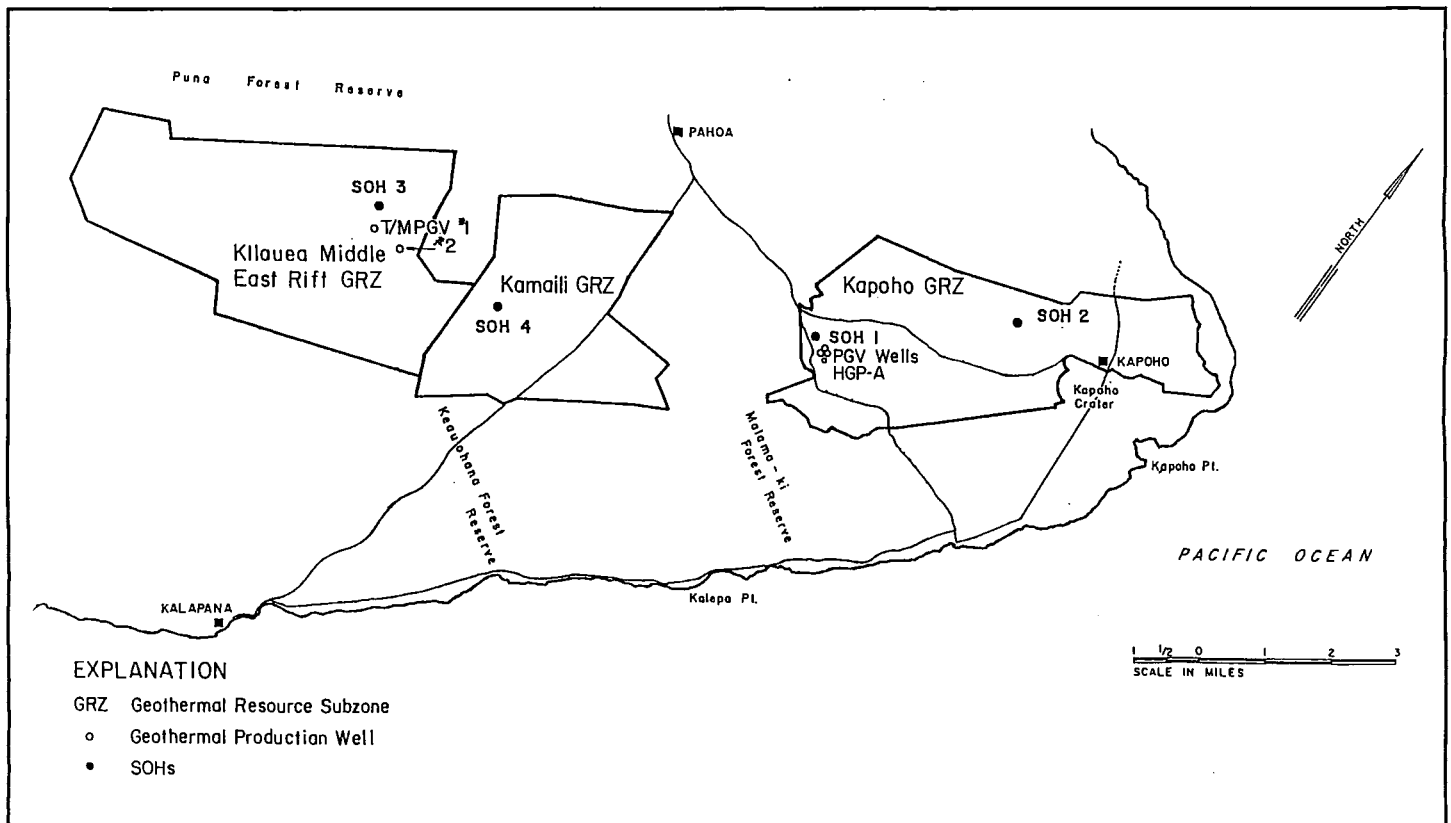 Puna Forest Reserve
PAHOA
SOH 3
T/MPGV #1
#2
Kilauea Middle
East Rift GRZ
Kamaili GRZ
SOH 4
Kapoho GRZ
SOH 2
SOH 1
PGV Wells
HGP-A
KAPOHO
Kapoho
Crater
NORTH
Keauohana Forest
Reserve
Malama-ki
Forest Reserve
Kapoho Pt.
PACIFIC OCEAN
Kalepa Pt.
KALAPANA
1 1/2 0 1 2 3
SCALE IN MILES
EXPLANATION
GRZ Geothermal Resource Subzone
Geothermal Production Well
SOHs